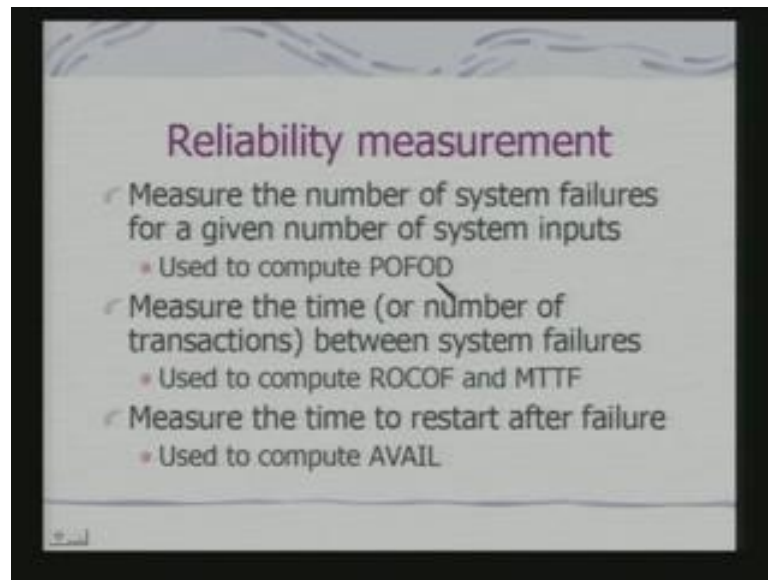 Reliability measurement
Measure the number of system failures
for a given number of system inputs
Used to compute POFOD
Measure the time (or number of
transactions) between system failures
Used to compute ROCOF and MTTF
Measure the time to restart after failure
Used to compute AVAIL